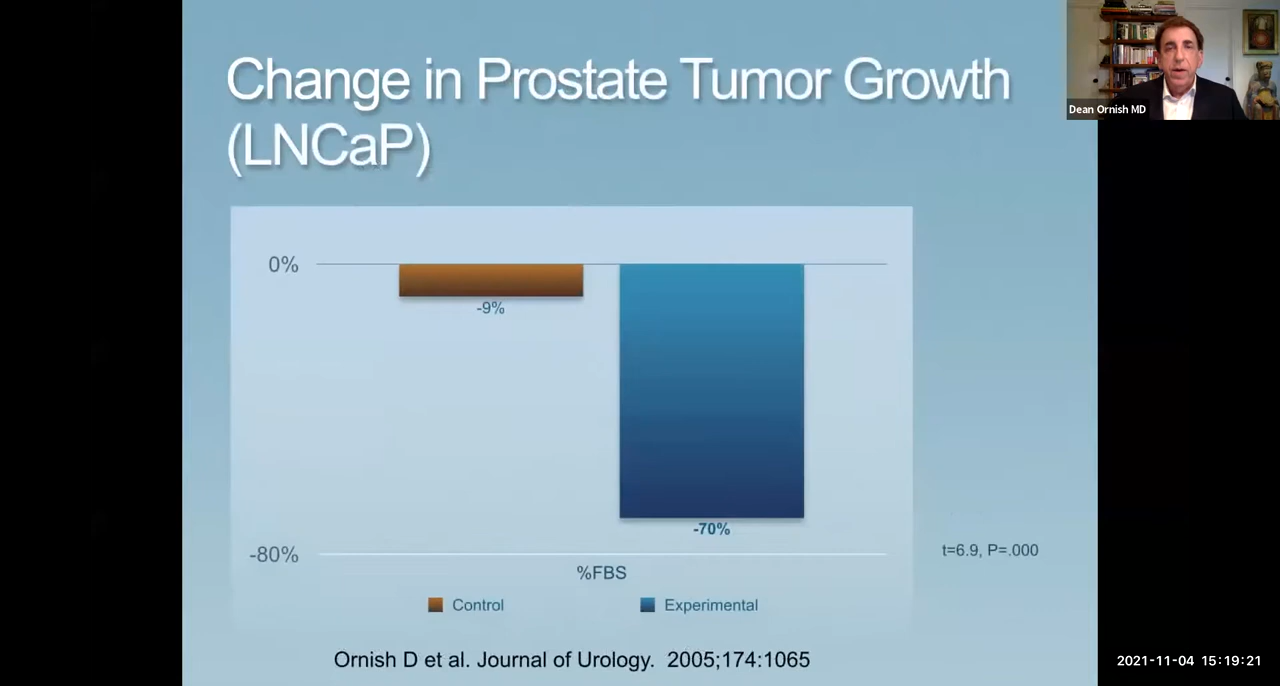 Change in Prostate Tumor Growth
(LNCaP)
Dean Ornish MD
0%
-9%
-70%
-80%
t=6.9, P=.000
%FBS
Control
Experimental
Ornish D et al. Journal of Urology.  2005;174:1065
2021-11-04 15:19:21